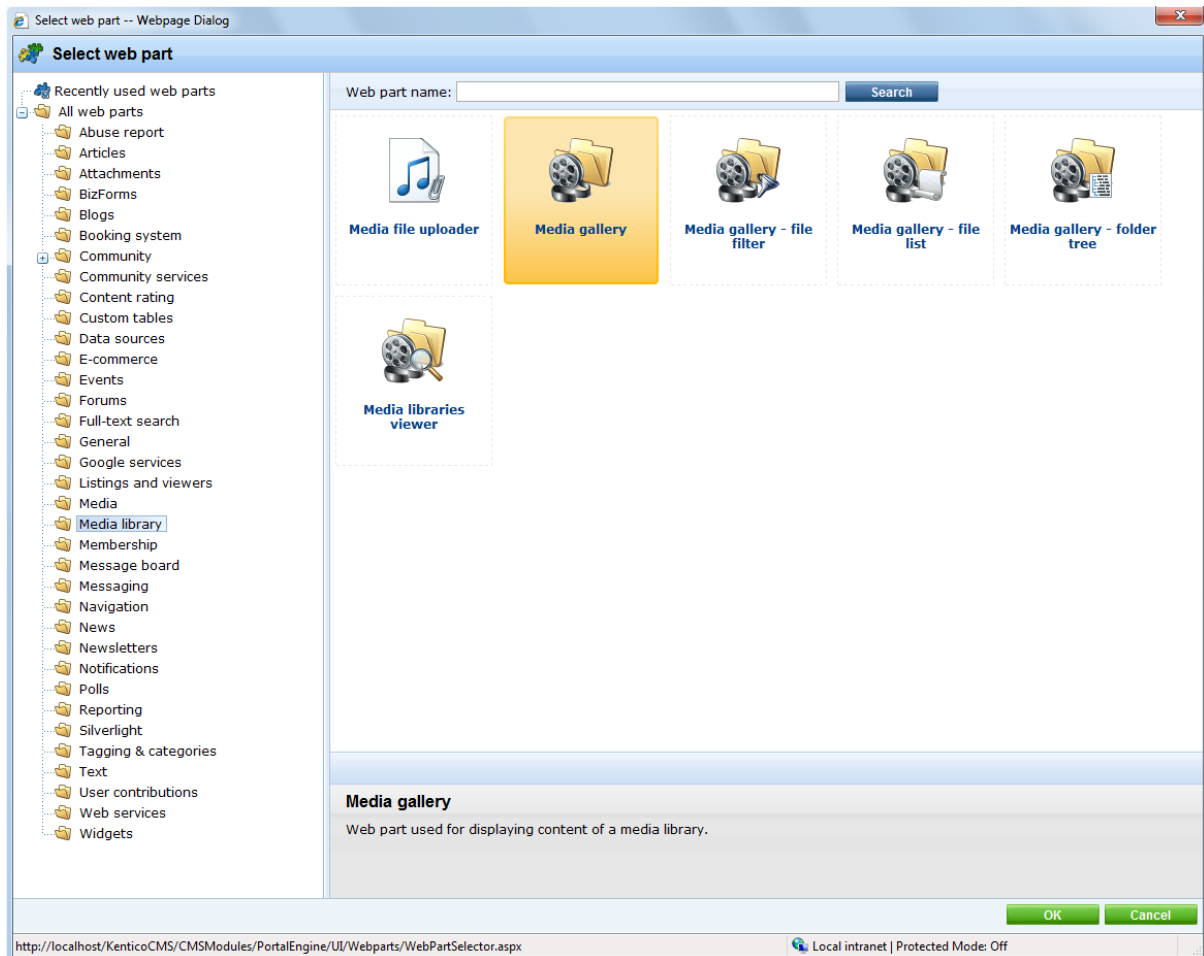 Select web part -- Webpage Dialog
Select web part
Recently used web parts
All web parts
Abuse report
Articles
Attachments
BizForms
Blogs
Booking system
Community
Community services
Content rating
Custom tables
Data sources
E-commerce
Events
Forums
Full-text search
General
Google services
Listings and viewers
Media
Media library
Membership
Message board
Messaging
Navigation
News
Newsletters
Notifications
Polls
Reporting
Silverlight
Tagging & categories
Text
User contributions
Web services
Widgets
Web part name:
Search
Media file uploader
Media gallery
Media gallery - file
filter
Media gallery - file
list
Media gallery - folder
tree
Media libraries
viewer
Media gallery
Web part used for displaying content of a media library.
OK
Cancel
http://localhost/KenticoCMS/CMSModules/PortalEngine/UI/Webparts/WebPartSelector.aspx
Local intranet | Protected Mode: Off